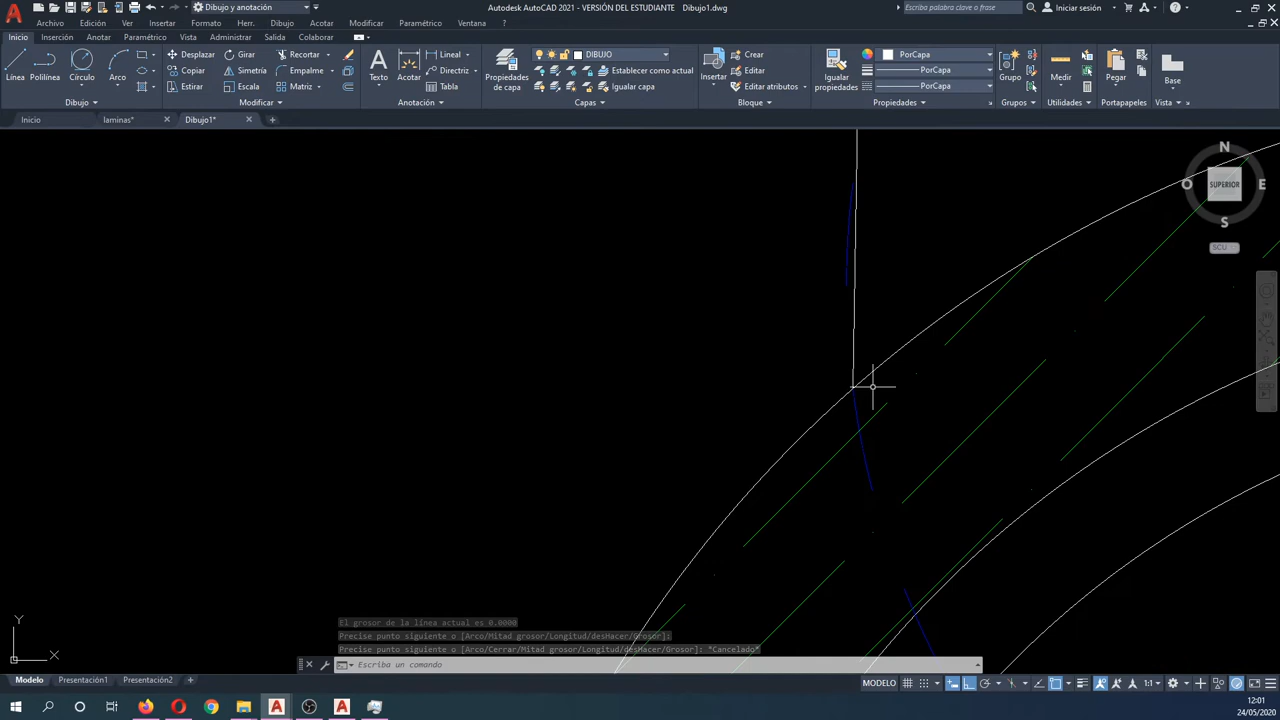 Dibujo y anotación
Autodesk AutoCAD 2021 - VERSIÓN DEL ESTUDIANTE Dibujo1.dwg
Escriba palabra clave o frase
Iniciar sesión
Archivo Edición Ver Insertar Formato Herr. Dibujo Acotar Modificar Paramétrico Ventana ?
Inicio Inserción Anotar Paramétrico Vista Administrar Salida Colaborar
Línea Polilínea Círculo Arco
Desplazar Girar Recortar
Copiar Simetría Empalme
Estirar Escala Matriz
Texto Acotar
Lineal
Directriz
Tabla
Propiedades de capa
DIBUJO
Establecer como actual
Igualar capa
Insertar
Crear
Editar
Editar atributos
Igualar propiedades
PorCapa
PorCapa
PorCapa
Grupo Medir Pegar Base
Dibujo Modificar Anotación Capas Bloque Propiedades Grupos Utilidades Portapapeles Vista
Inicio laminas* Dibujo1*
N
O SUPERIOR E
S
SCU
El grosor de la línea actual es 0.0000
Precise punto siguiente o [Arco/Mitad grosor/Longitud/desHacer/Grosor]:
Precise punto siguiente o [Arco/Cerrar/Mitad grosor/Longitud/desHacer/Grosor]: *Cancelado*
Escriba un comando
Y
X
Modelo Presentación1 Presentación2 +
MODELO 1:1
12:01
24/05/2020